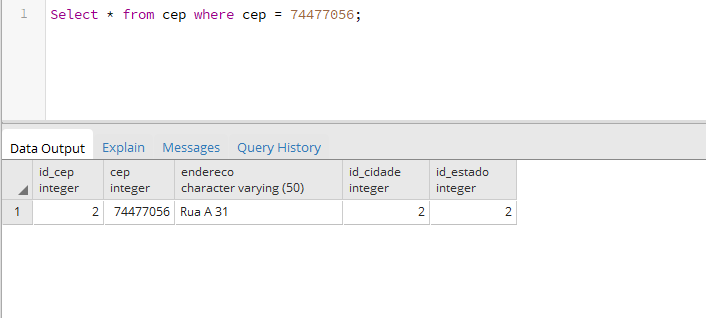 1 Select * from cep where cep = 74477056;
Data Output Explain Messages Query History
id_cep cep endereco id_cidade id_estado
integer integer character varying (50) integer integer
1 2 74477056 Rua A 31 2 2